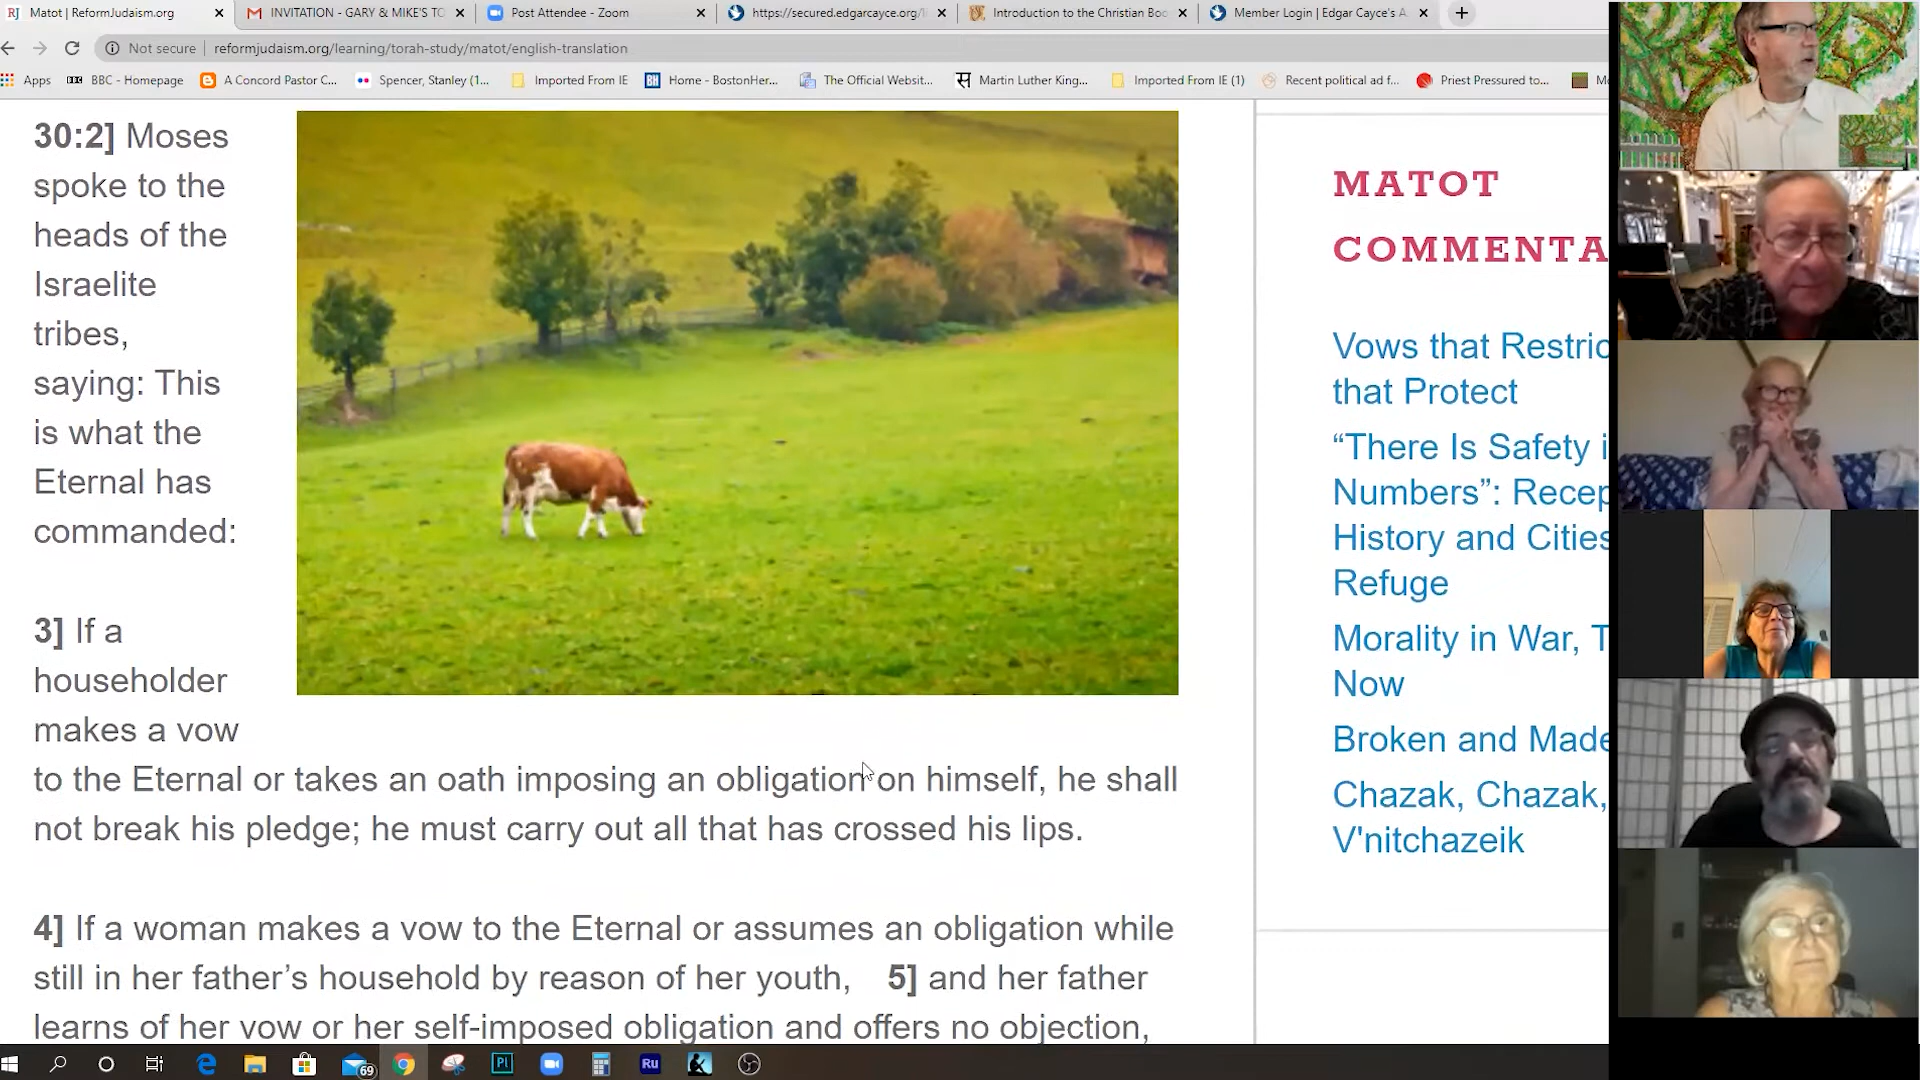 Matot | ReformJudaism.org
INVITATION - GARY & MIKE'S TO
Post Attendee - Zoom
https://secured.edgarcayce.org/l
Introduction to the Christian Boo
Member Login | Edgar Cayce's A
Not secure | reformjudaism.org/learning/torah-study/matot/english-translation
Apps
BBC - Homepage
A Concord Pastor C...
Spencer, Stanley (1...
Imported From IE
BH Home - BostonHer...
The Official Websit...
Martin Luther King...
Imported From IE (1)
Recent political ad f...
Priest Pressured to...
30:2] Moses
spoke to the
heads of the
Israelite
tribes,
saying: This
is what the
Eternal has
commanded:
3] If a
householder
makes a vow
to the Eternal or takes an oath imposing an obligation on himself, he shall
not break his pledge; he must carry out all that has crossed his lips.
4] If a woman makes a vow to the Eternal or assumes an obligation while
still in her father’s household by reason of her youth, 5] and her father
learns of her vow or her self-imposed obligation and offers no objection,
MATOT
COMMENTA
Vows that Restric
that Protect
“There Is Safety i
Numbers”: Recep
History and Cities
Refuge
Morality in War, T
Now
Broken and Made
Chazak, Chazak,
V'nitchazeik
69
Pl
Ru